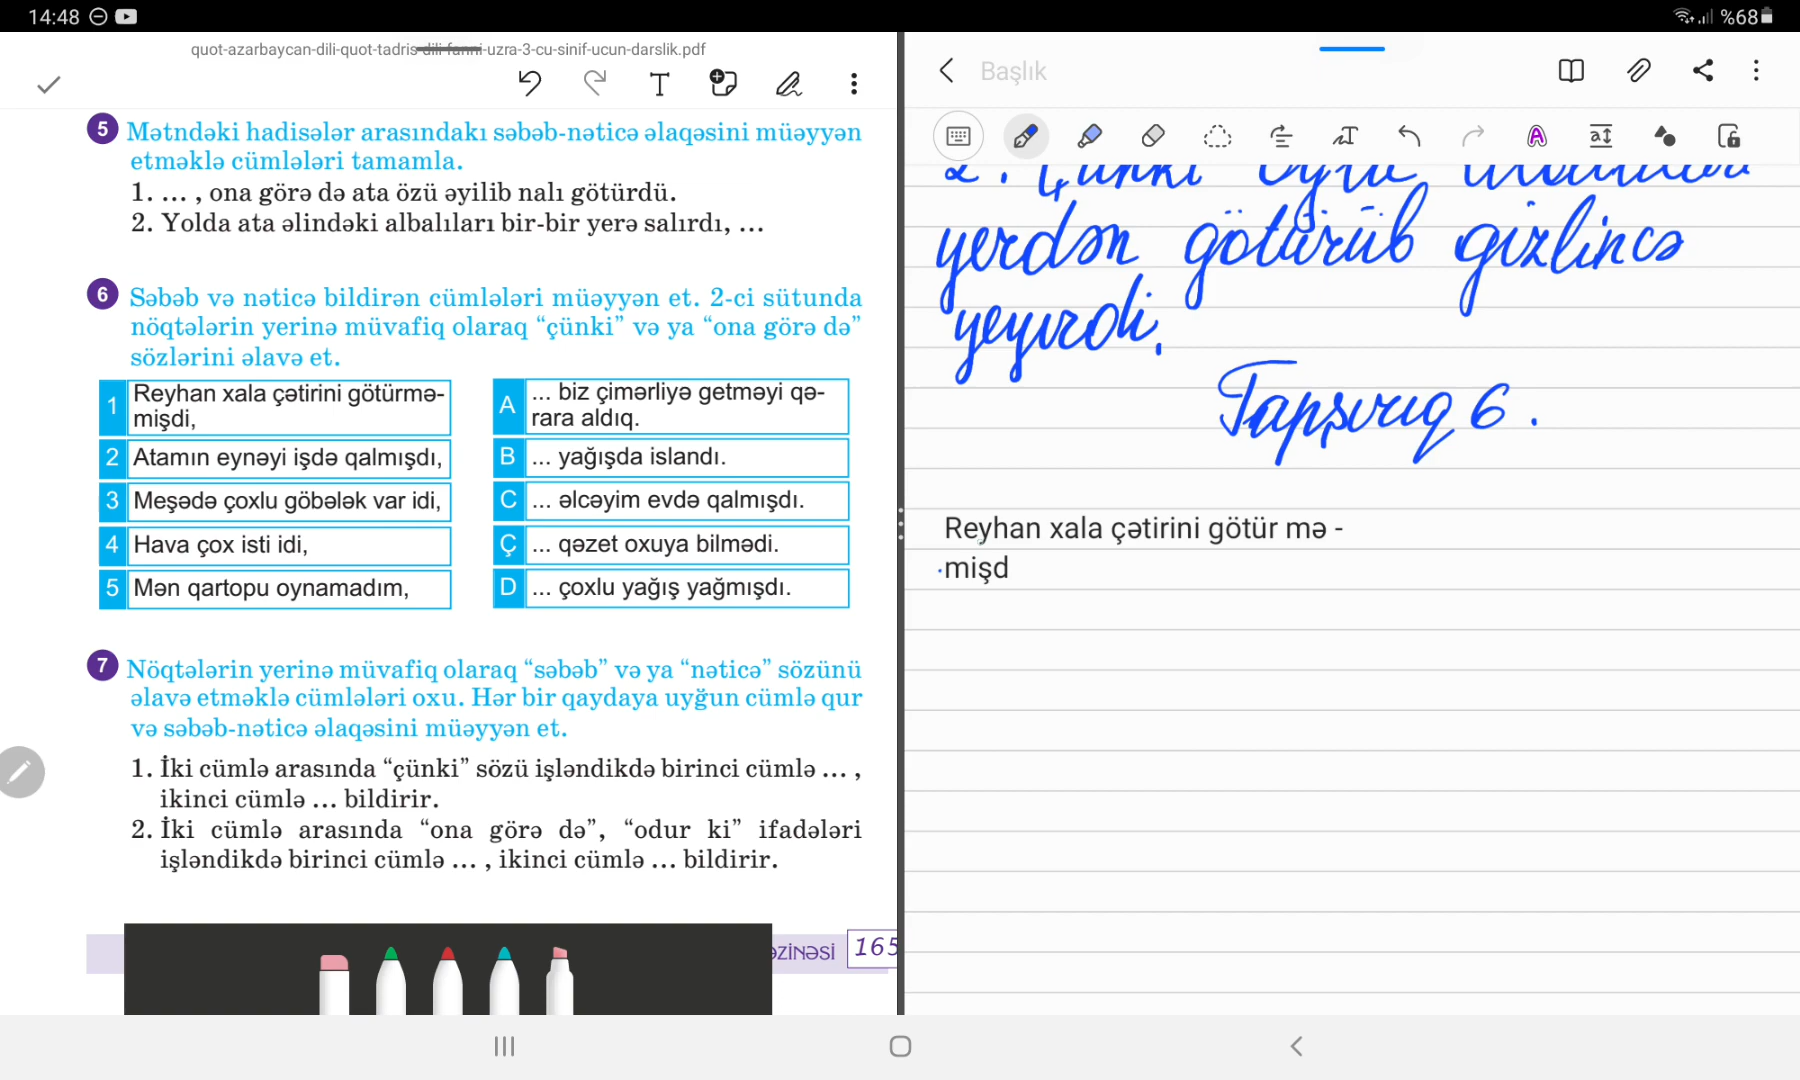 14:48
%68
quot-azarbaycan-dili-quot-tadris-dili-fanni-uzra-3-cu-sinif-ucun-darslik.pdf
5 Mətndəki hadisələr arasındakı səbəb-nəticə əlaqəsini müəyyən
etməklə cümlələri tamamla.
1. ... , ona görə də ata özü əyilib nalı götürdü.
2. Yolda ata əlindəki albalıları bir-bir yerə salırdı, ...
6 Səbəb və nəticə bildirən cümlələri müəyyən et. 2-ci sütunda
nöqtələrin yerinə müvafiq olaraq “çünki” və ya “ona görə də”
sözlərini əlavə et.
1 Reyhan xala çətirini götürmə-
mişdi,
2 Atamın eynəyi işdə qalmışdı,
3 Meşədə çoxlu göbələk var idi,
4 Hava çox isti idi,
5 Mən qartopu oynamadım,
A ... biz çimərliyə getməyi qə-
rara aldıq.
B ... yağışda islandı.
C ... əlcəyim evdə qalmışdı.
Ç ... qəzet oxuya bilmədi.
D ... çoxlu yağış yağmışdı.
7 Nöqtələrin yerinə müvafiq olaraq “səbəb” və ya “nəticə” sözünü
əlavə etməklə cümlələri oxu. Hər bir qaydaya uyğun cümlə qur
və səbəb-nəticə əlaqəsini müəyyən et.
1. İki cümlə arasında “çünki” sözü işləndikdə birinci cümlə ... ,
ikinci cümlə ... bildirir.
2. İki cümlə arasında “ona görə də”, “odur ki” ifadələri
işləndikdə birinci cümlə ... , ikinci cümlə ... bildirir.
165
Başlık
2. Çünki
yerdən götürüb gizlincə
yeyirdi.
Tapşırıq 6.
Reyhan xala çətirini götür mə -
mişd